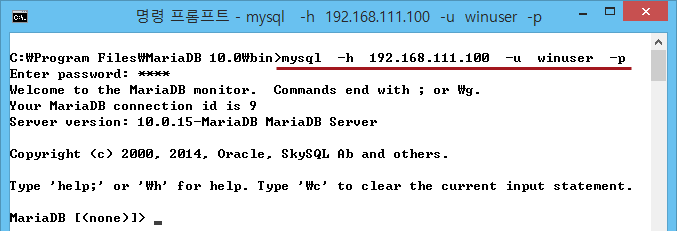 명령 프롬프트 - mysql  -h  192.168.111.100  -u  winuser  -p
C:₩Program Files₩MariaDB 10.0₩bin>mysql  -h  192.168.111.100  -u  winuser  -p
Enter password: ****
Welcome to the MariaDB monitor.  Commands end with ; or ₩g.
Your MariaDB connection id is 9
Server version: 10.0.15-MariaDB MariaDB Server
Copyright (c) 2000, 2014, Oracle, SkySQL Ab and others.
Type 'help;' or '₩h' for help. Type '₩c' to clear the current input statement.
MariaDB [(none)]> _